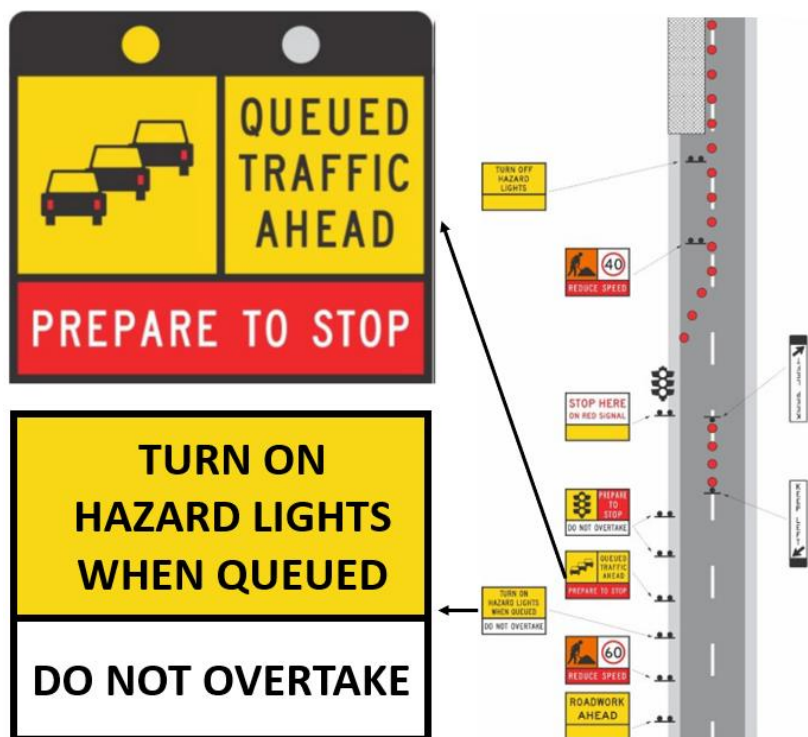 QUEUED
TRAFFIC
AHEAD
PREPARE TO STOP
TURN ON
HAZARD LIGHTS
WHEN QUEUED
DO NOT OVERTAKE
TURN OFF
HAZARD
LIGHTS
40
REDUCE SPEED
STOP HERE
ON RED SIGNAL
PREPARE
TO
STOP
DO NOT OVERTAKE
QUEUED
TRAFFIC
AHEAD
PREPARE TO STOP
TURN ON
HAZARD LIGHTS
WHEN QUEUED
DO NOT OVERTAKE
60
REDUCE SPEED
ROADWORK
AHEAD
KEEP LEFT